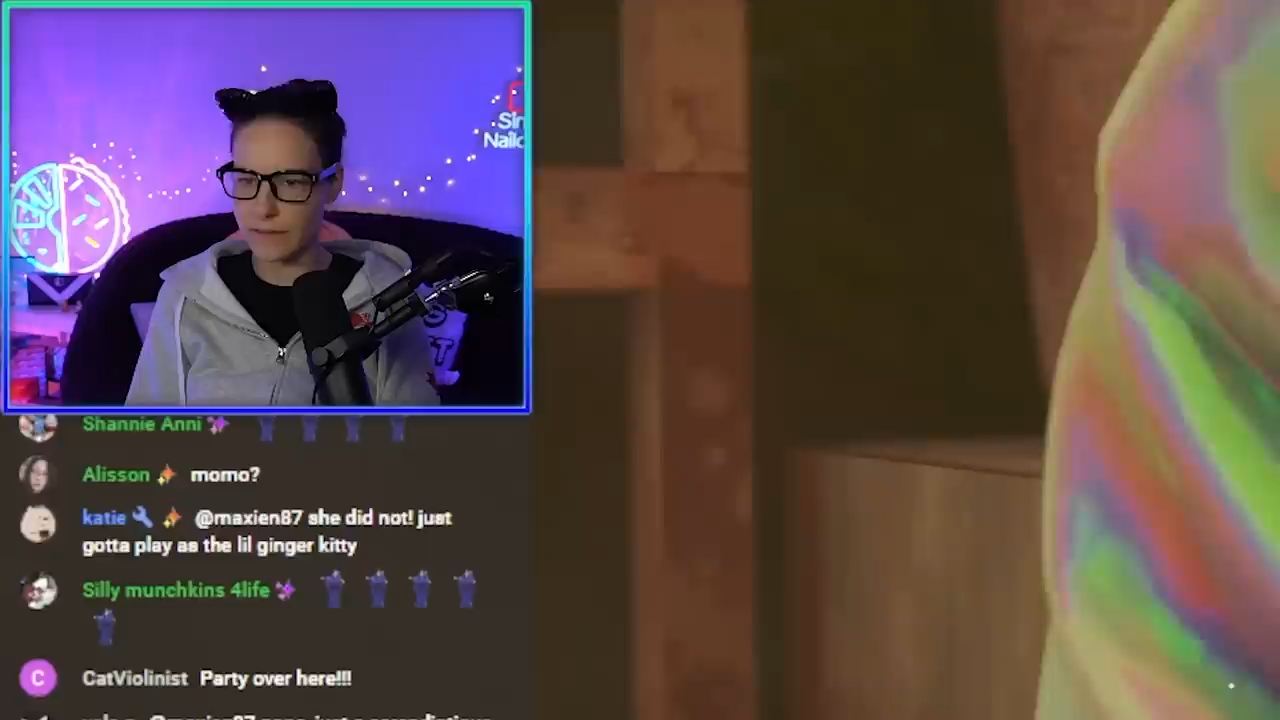 Shannie Anni
Alisson momo?
katie @maxien87 she did not! just
gotta play as the lil ginger kitty
Silly munchkins 4life
C CatViolinist Party over here!!!